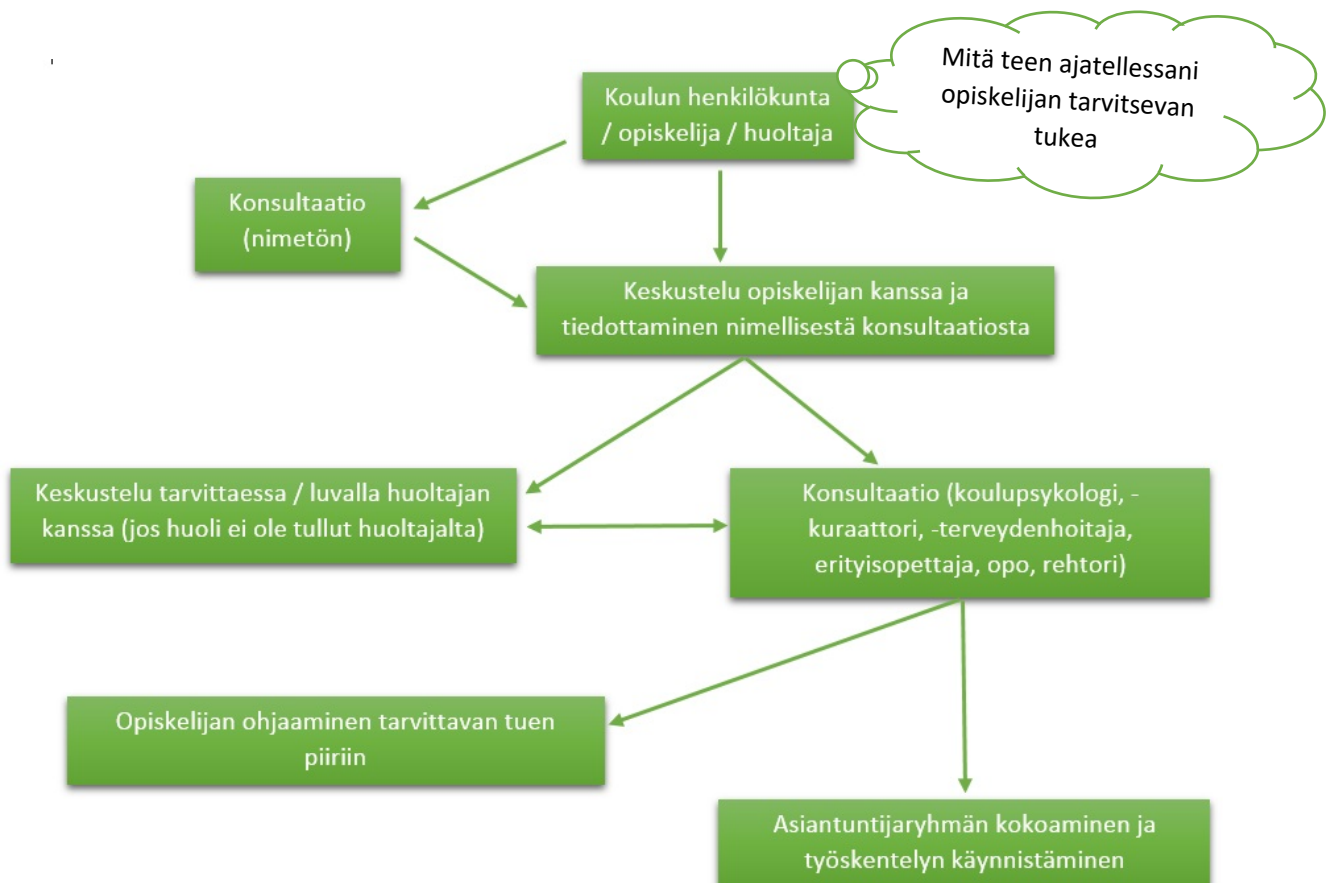 Mitä teen ajatellessani
opiskelijan tarvitsevan
tukea
Koulun henkilökunta
/ opiskelija / huoltaja
Konsultaatio
(nimetön)
Keskustelu opiskelijan kanssa ja
tiedottaminen nimellisestä konsultaatiosta
Keskustelu tarvittaessa / luvalla huoltajan
kanssa (jos huoli ei ole tullut huoltajalta)
Konsultaatio (koulupsykologi, -
kuraattori, -terveydenhoitaja,
erityisopettaja, opo, rehtori)
Opiskelijan ohjaaminen tarvittavan tuen
piiriin
Asiantuntijaryhmän kokoaminen ja
työskentelyn käynnistäminen